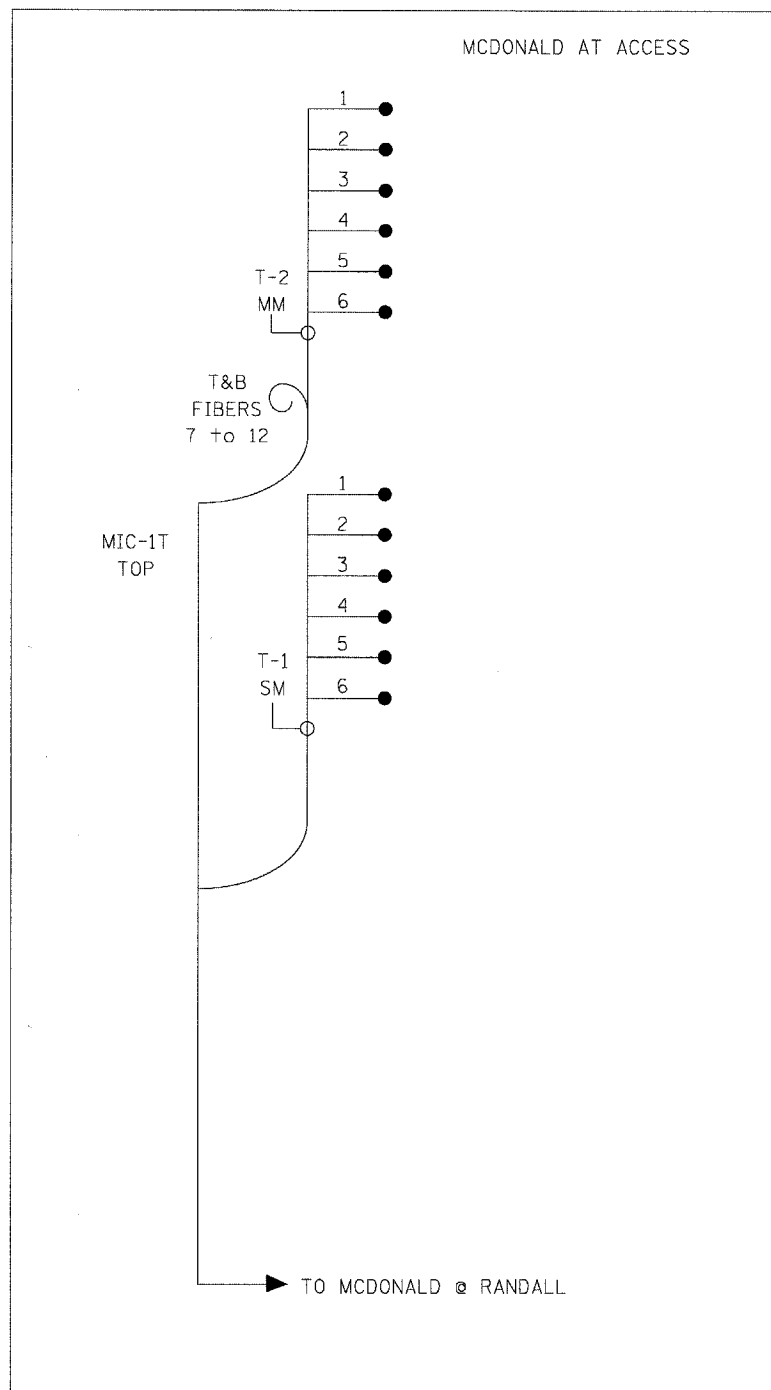 MCDONALD AT ACCESS
1
2
3
4
5
6
T-2
MM
T&B
FIBERS
7 to 12
MIC-1T
TOP
1
2
3
4
5
6
T-1
SM
TO MCDONALD @ RANDALL